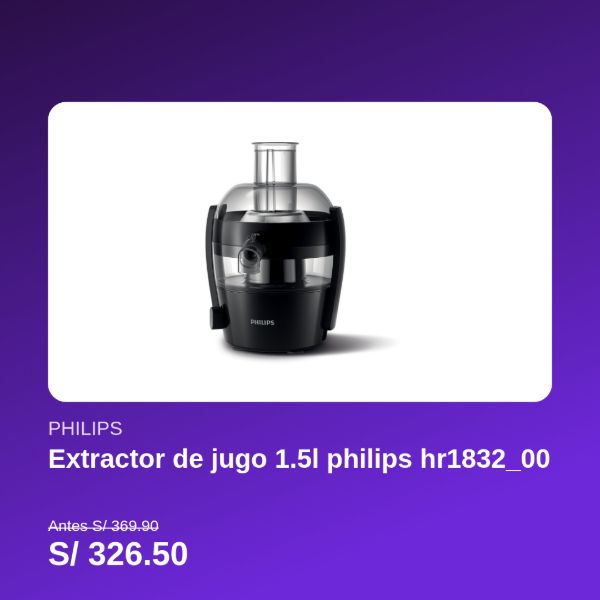 PHILIPS
PHILIPS
Extractor de jugo 1.5l philips hr1832_00
Antes S/ 369.90
S/ 326.50